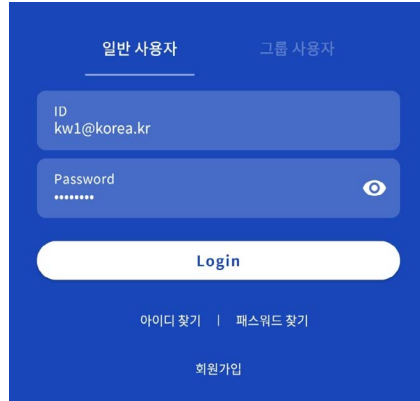 일반 사용자 그룹 사용자
ID
kw1@korea.kr
Password
••••••••
Login
아이디 찾기 | 패스워드 찾기
회원가입